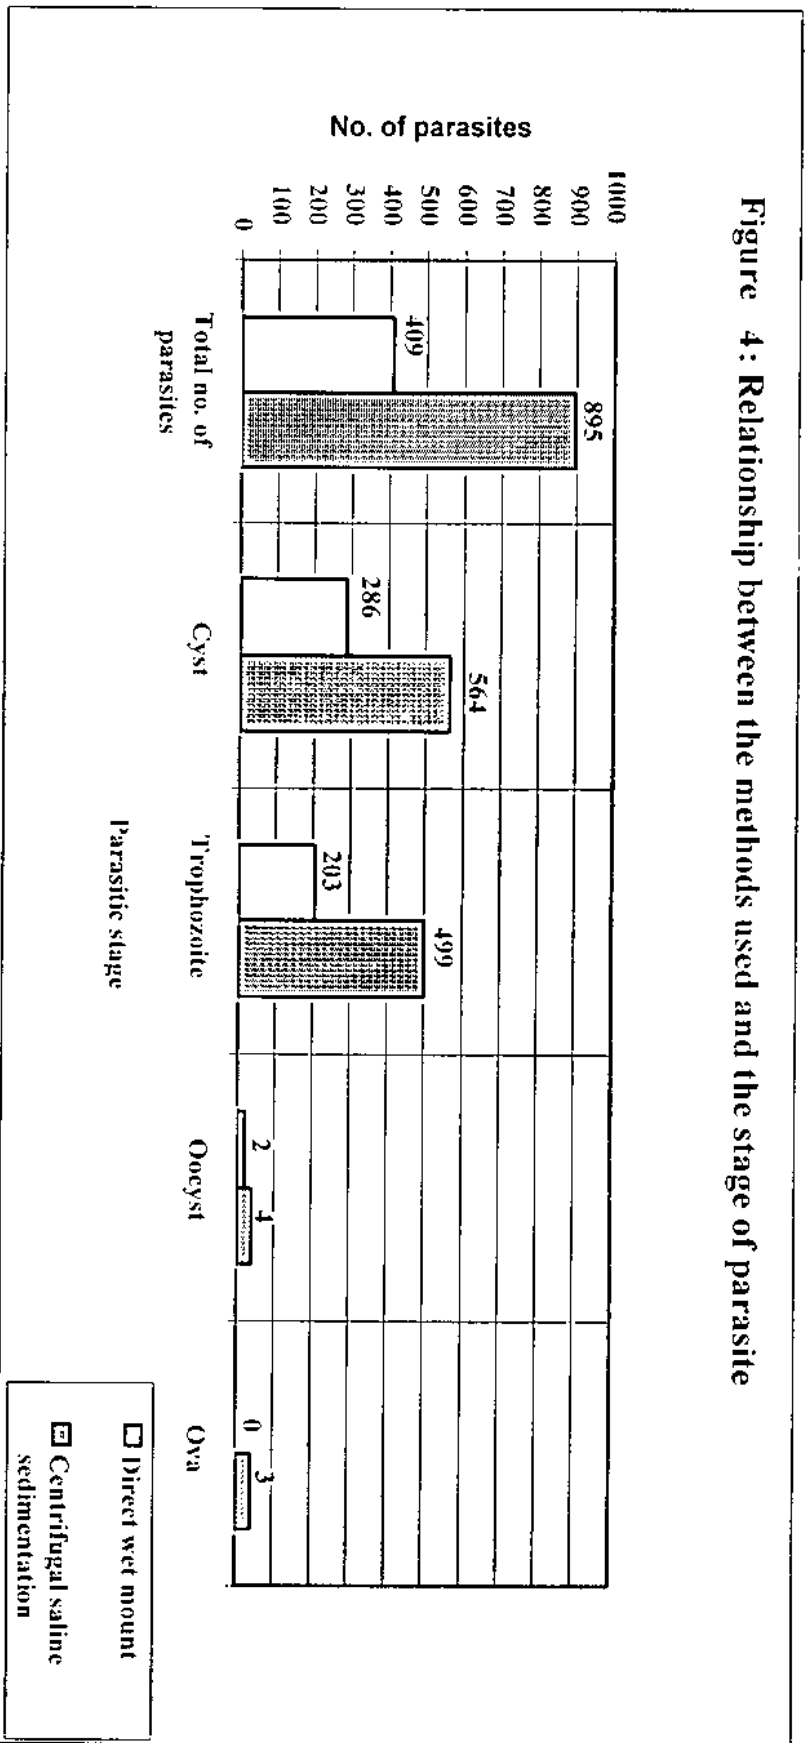 Figure 4: Relationship between the methods used and the stage of parasite
No. of parasites
1000
900
800
700
600
500
400
300
200
100
0
409
895
286
564
203
499
2
4
0
3
Total no. of
parasites
Cyst
Trophozoite
Oocyst
Ova
Parasitic stage
Direct wet mount
Centrifugal saline
sedimentation